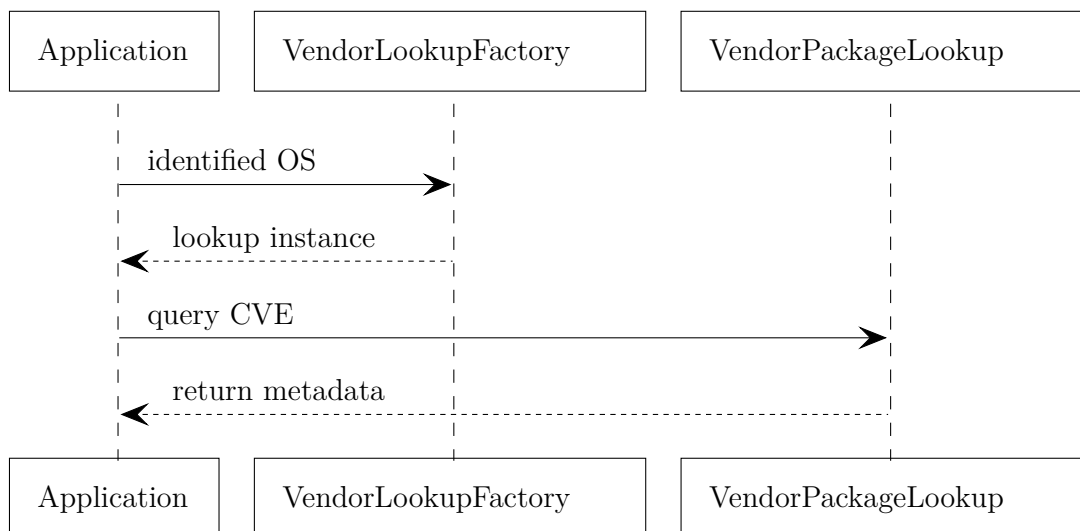 Application
VendorLookupFactory
VendorPackageLookup
identified OS
lookup instance
query CVE
return metadata
Application
VendorLookupFactory
VendorPackageLookup